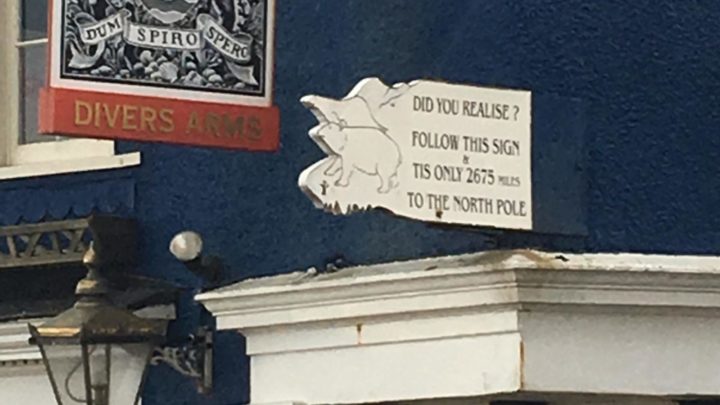 DUM SPIRO SPERO
DIVERS ARMS
DID YOU REALISE ?
FOLLOW THIS SIGN
&
TIS ONLY 2675 MILES
TO THE NORTH POLE